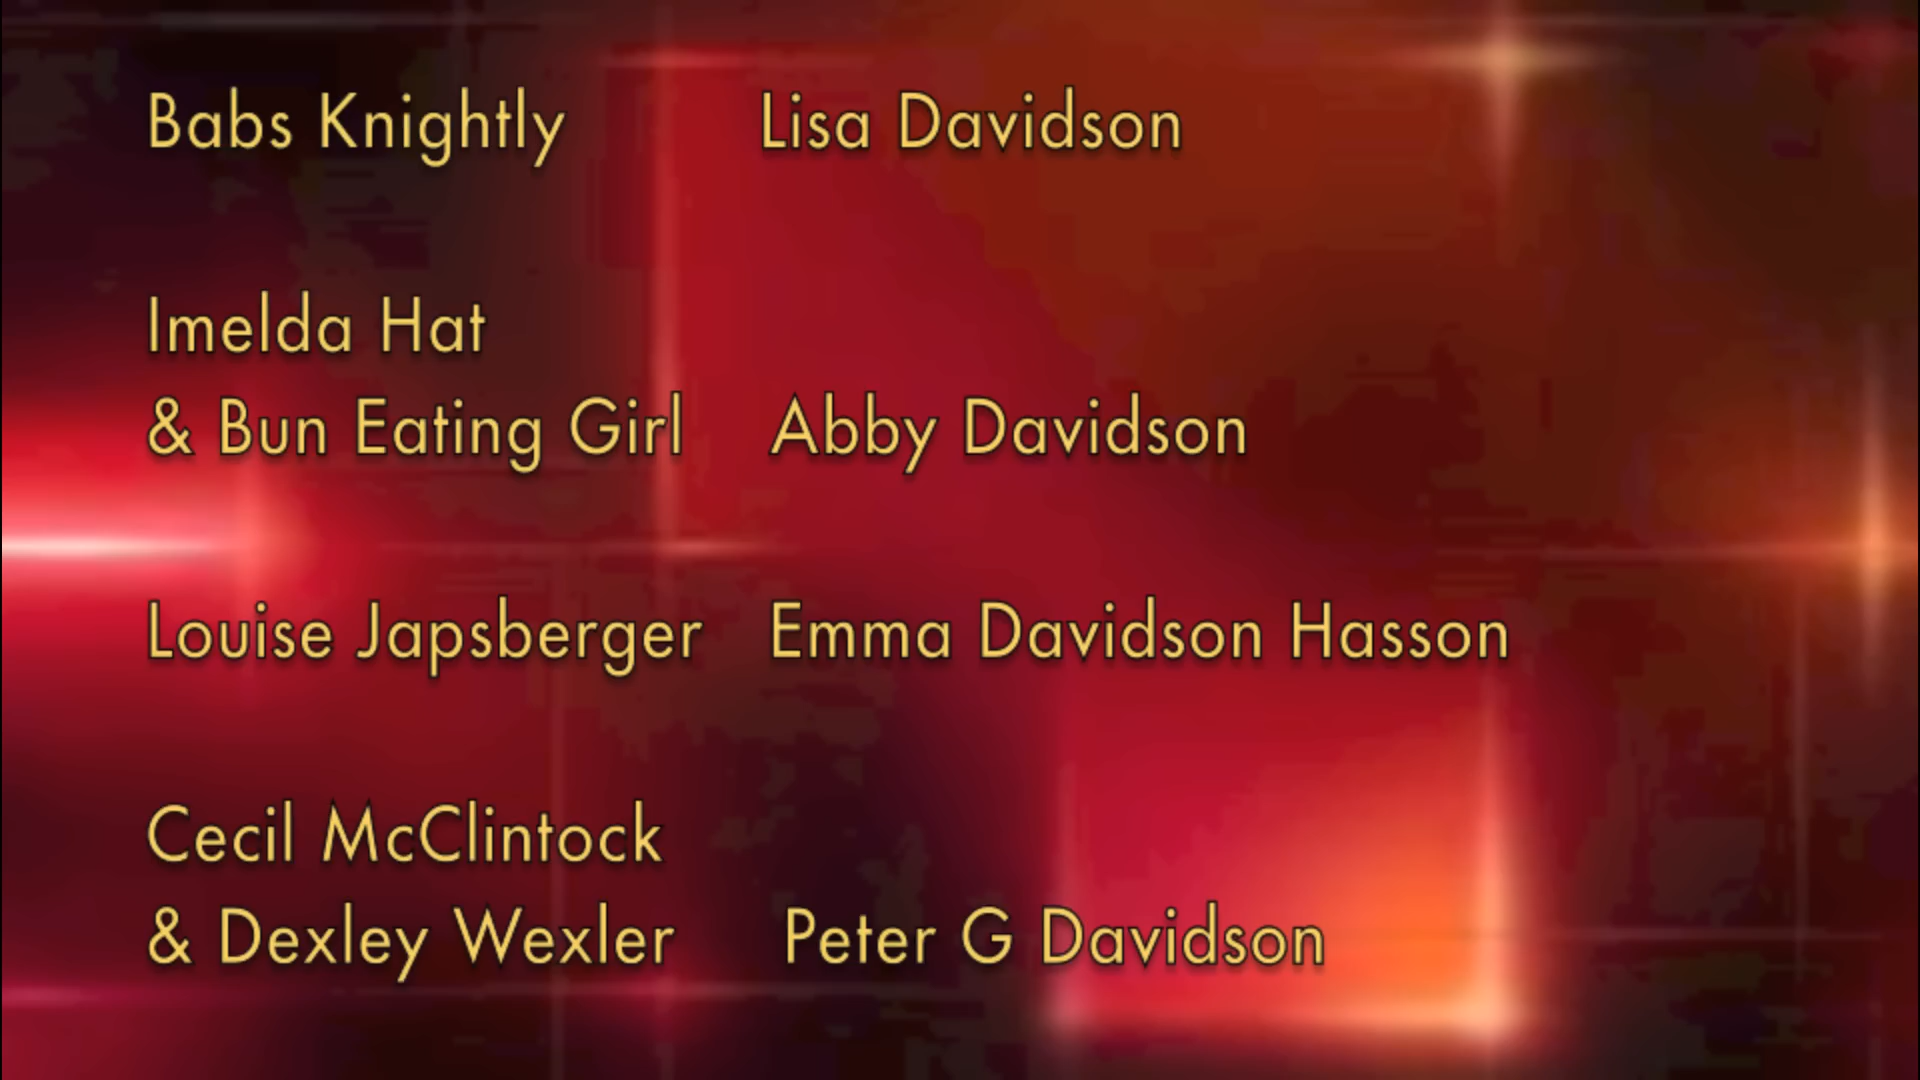 Babs Knightly Lisa Davidson
Imelda Hat
& Bun Eating Girl Abby Davidson
Louise Japsberger Emma Davidson Hasson
Cecil McClintock
& Dexley Wexler Peter G Davidson